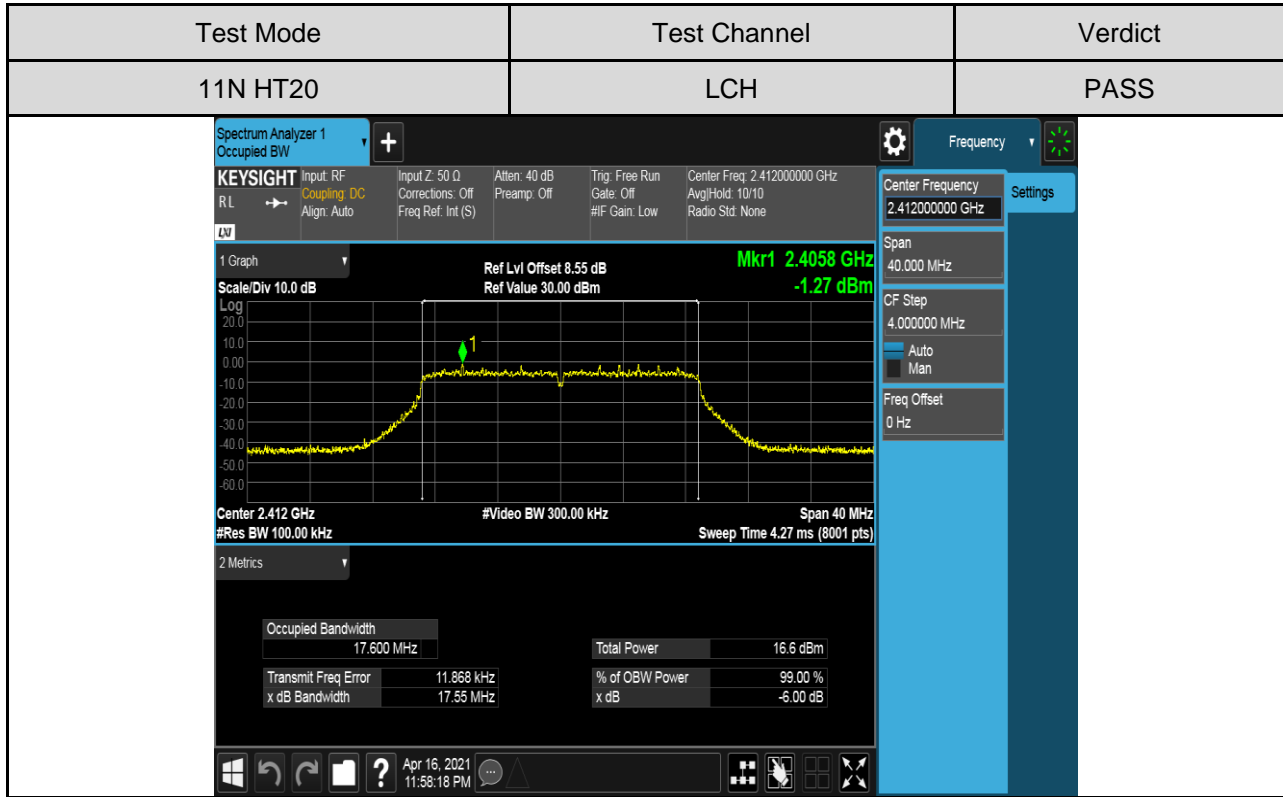 Test Mode Test Channel Verdict
11N HT20 LCH PASS
Spectrum Analyzer 1
Occupied BW
+
Frequency
KEYSIGHT Input: RF Input Z: 50 Ω Atten: 40 dB Trig: Free Run Center Freq: 2.412000000 GHz
RL Coupling: DC Corrections: Off Preamp: Off Gate: Off Avg|Hold: 10/10
Align: Auto Freq Ref: Int (S) #IF Gain: Low Radio Std: None
LXI
Center Frequency
2.412000000 GHz
Settings
Span
40.000 MHz
CF Step
4.000000 MHz
Auto
Man
Freq Offset
0 Hz
1 Graph Ref Lvl Offset 8.55 dB Mkr1 2.4058 GHz
Scale/Div 10.0 dB Ref Value 30.00 dBm -1.27 dBm
Log
20.0
10.0
1
0.00
-10.0
-20.0
-30.0
-40.0
-50.0
-60.0
Center 2.412 GHz #Video BW 300.00 kHz Span 40 MHz
#Res BW 100.00 kHz Sweep Time 4.27 ms (8001 pts)
2 Metrics
Occupied Bandwidth
17.600 MHz Total Power 16.6 dBm
Transmit Freq Error 11.868 kHz % of OBW Power 99.00 %
x dB Bandwidth 17.55 MHz x dB -6.00 dB
? Apr 16, 2021
11:58:18 PM